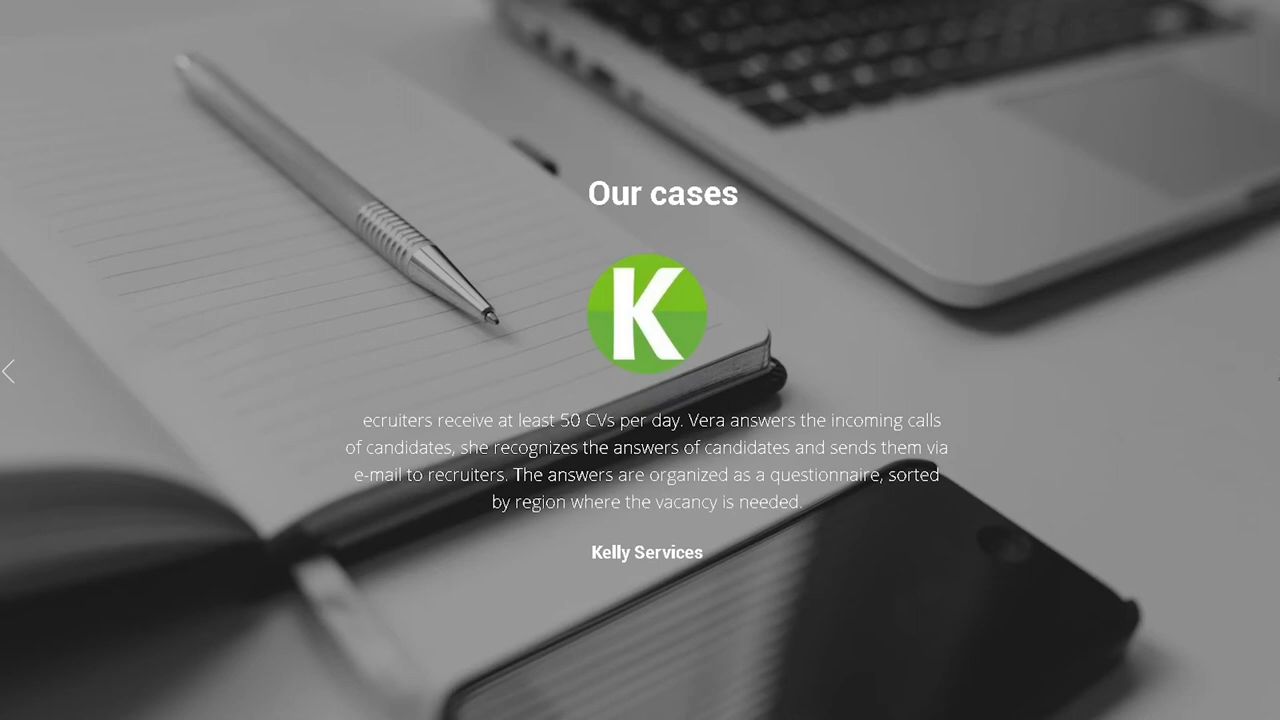 Our cases
K
ecruiters receive at least 50 CVs per day. Vera answers the incoming calls
of candidates, she recognizes the answers of candidates and sends them via
e-mail to recruiters. The answers are organized as a questionnaire, sorted
by region where the vacancy is needed.
Kelly Services